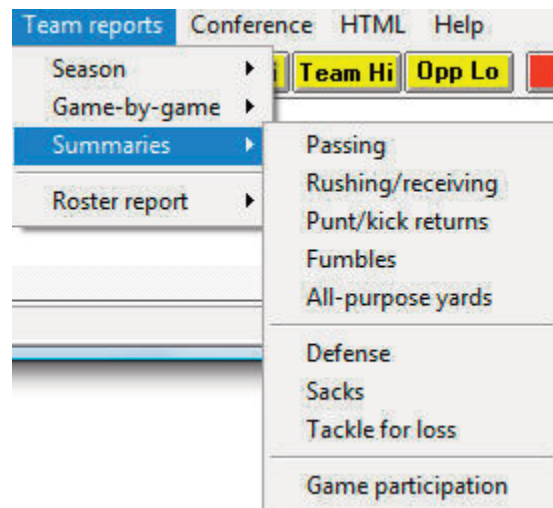 Team reports Conference HTML Help
Season
Team Hi Opp Lo
Game-by-game
Summaries
Roster report
Passing
Rushing/receiving
Punt/kick returns
Fumbles
All-purpose yards
Defense
Sacks
Tackle for loss
Game participation